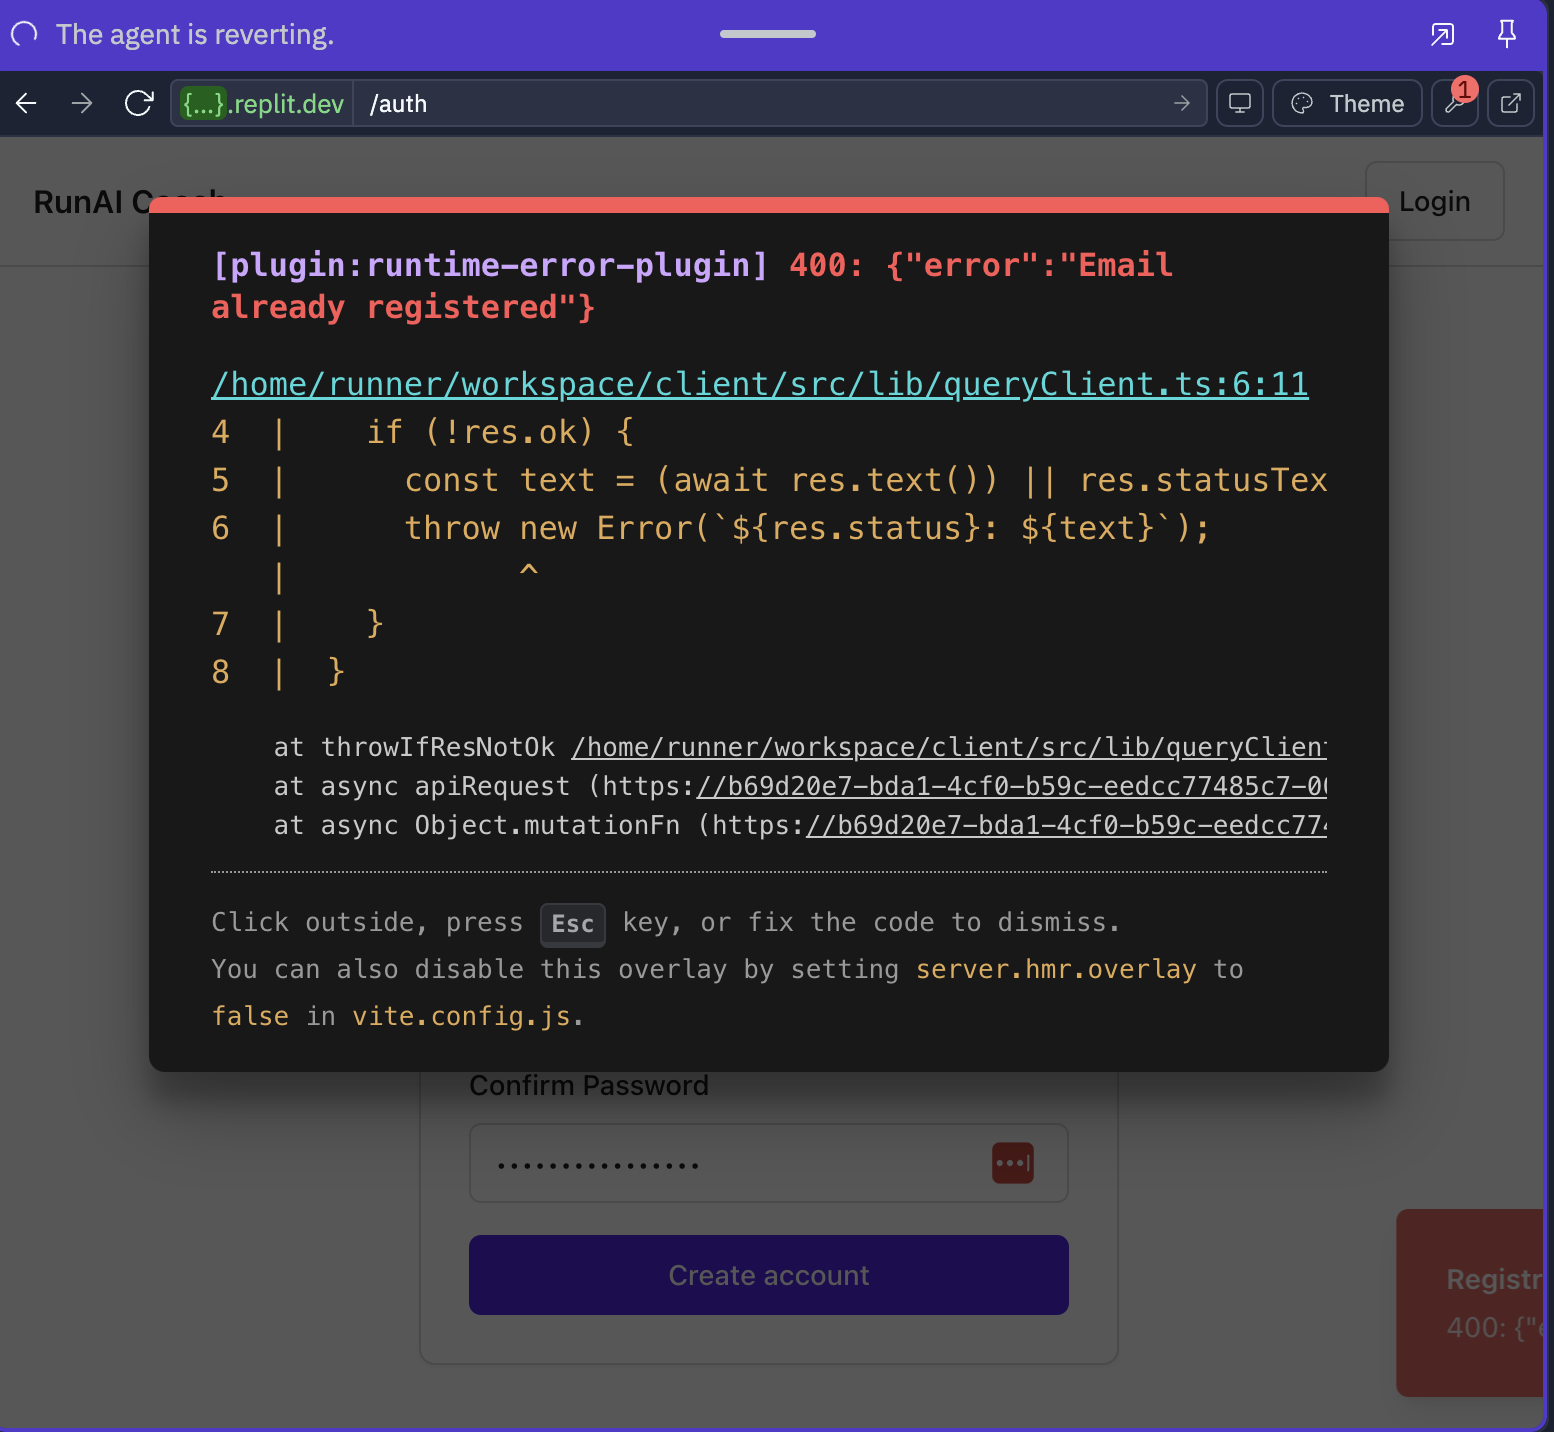 The agent is reverting.
{...}.replit.dev /auth Theme 1
RunAI Login
[plugin:runtime-error-plugin] 400: {"error":"Email
already registered"}
/home/runner/workspace/client/src/lib/queryClient.ts:6:11
4 | if (!res.ok) {
5 | const text = (await res.text()) || res.statusTex
6 | throw new Error(`${res.status}: ${text}`);
| ^
7 | }
8 | }
at throwIfResNotOk /home/runner/workspace/client/src/lib/queryClien
at async apiRequest (https://b69d20e7-bda1-4cf0-b59c-eedcc77485c7-0
at async Object.mutationFn (https://b69d20e7-bda1-4cf0-b59c-eedcc77
Click outside, press Esc key, or fix the code to dismiss.
You can also disable this overlay by setting server.hmr.overlay to
false in vite.config.js.
Confirm Password
Create account
Registr
400: {"e